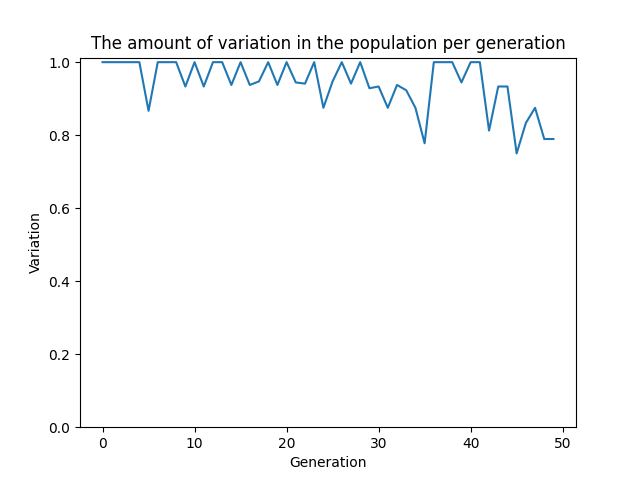 The amount of variation in the population per generation
1.0
0.8
0.6
0.4
0.2
0.0
Variation
0 10 20 30 40 50
Generation